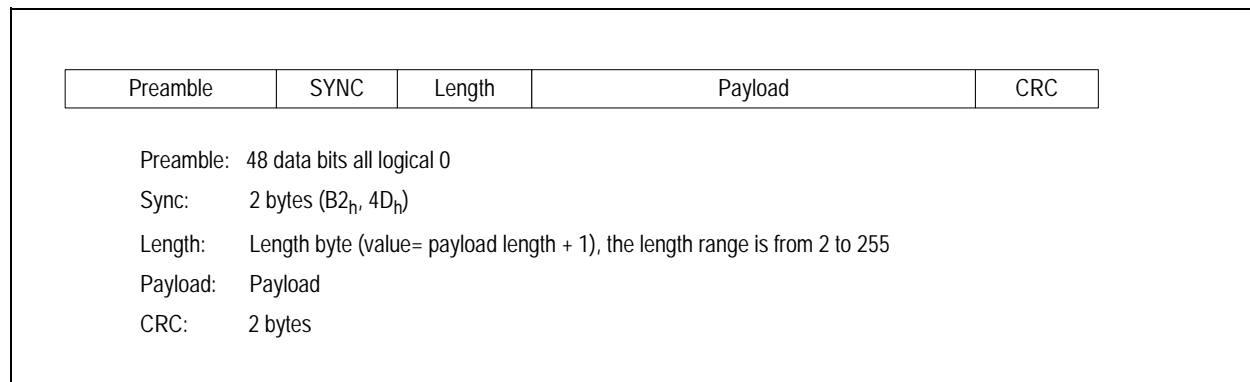 Preamble SYNC Length Payload CRC
Preamble: 48 data bits all logical 0
Sync: 2 bytes (B2h, 4Dh)
Length: Length byte (value= payload length + 1), the length range is from 2 to 255
Payload: Payload
CRC: 2 bytes